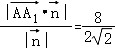 |AA₁•n| / |n| = 8 / 2√2